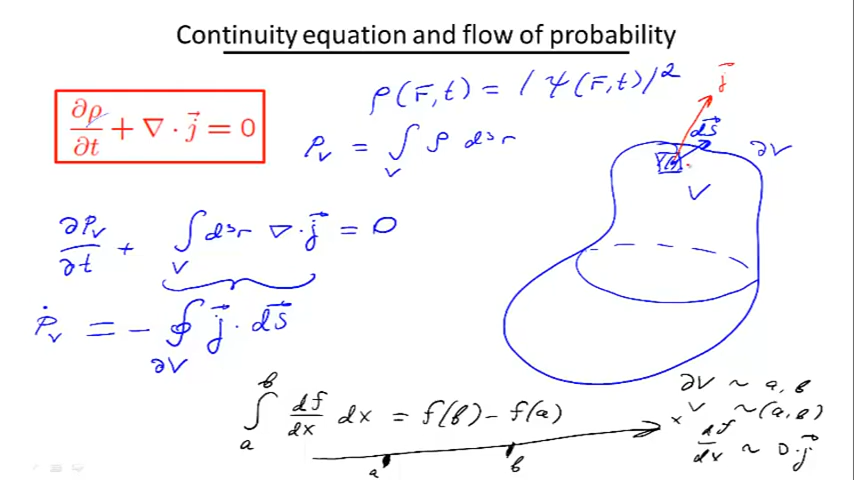 Continuity equation and flow of probability
∂ρ/∂t + ∇ · j⃗ = 0
ρ(r⃗,t) = |ψ(r⃗,t)|²
P_V = ∫_V ρ d³r
∂P_V/∂t + ∫_V d³r ∇ · j⃗ = 0
Ṗ_V = − ∮_∂V j⃗ · dS⃗
j⃗
dS⃗
∂V
V
∫_a^b df/dx dx = f(b) − f(a)
a
b
x
∂V ~ a, b
V ~ (a, b)
df/dx ~ ∇·j⃗